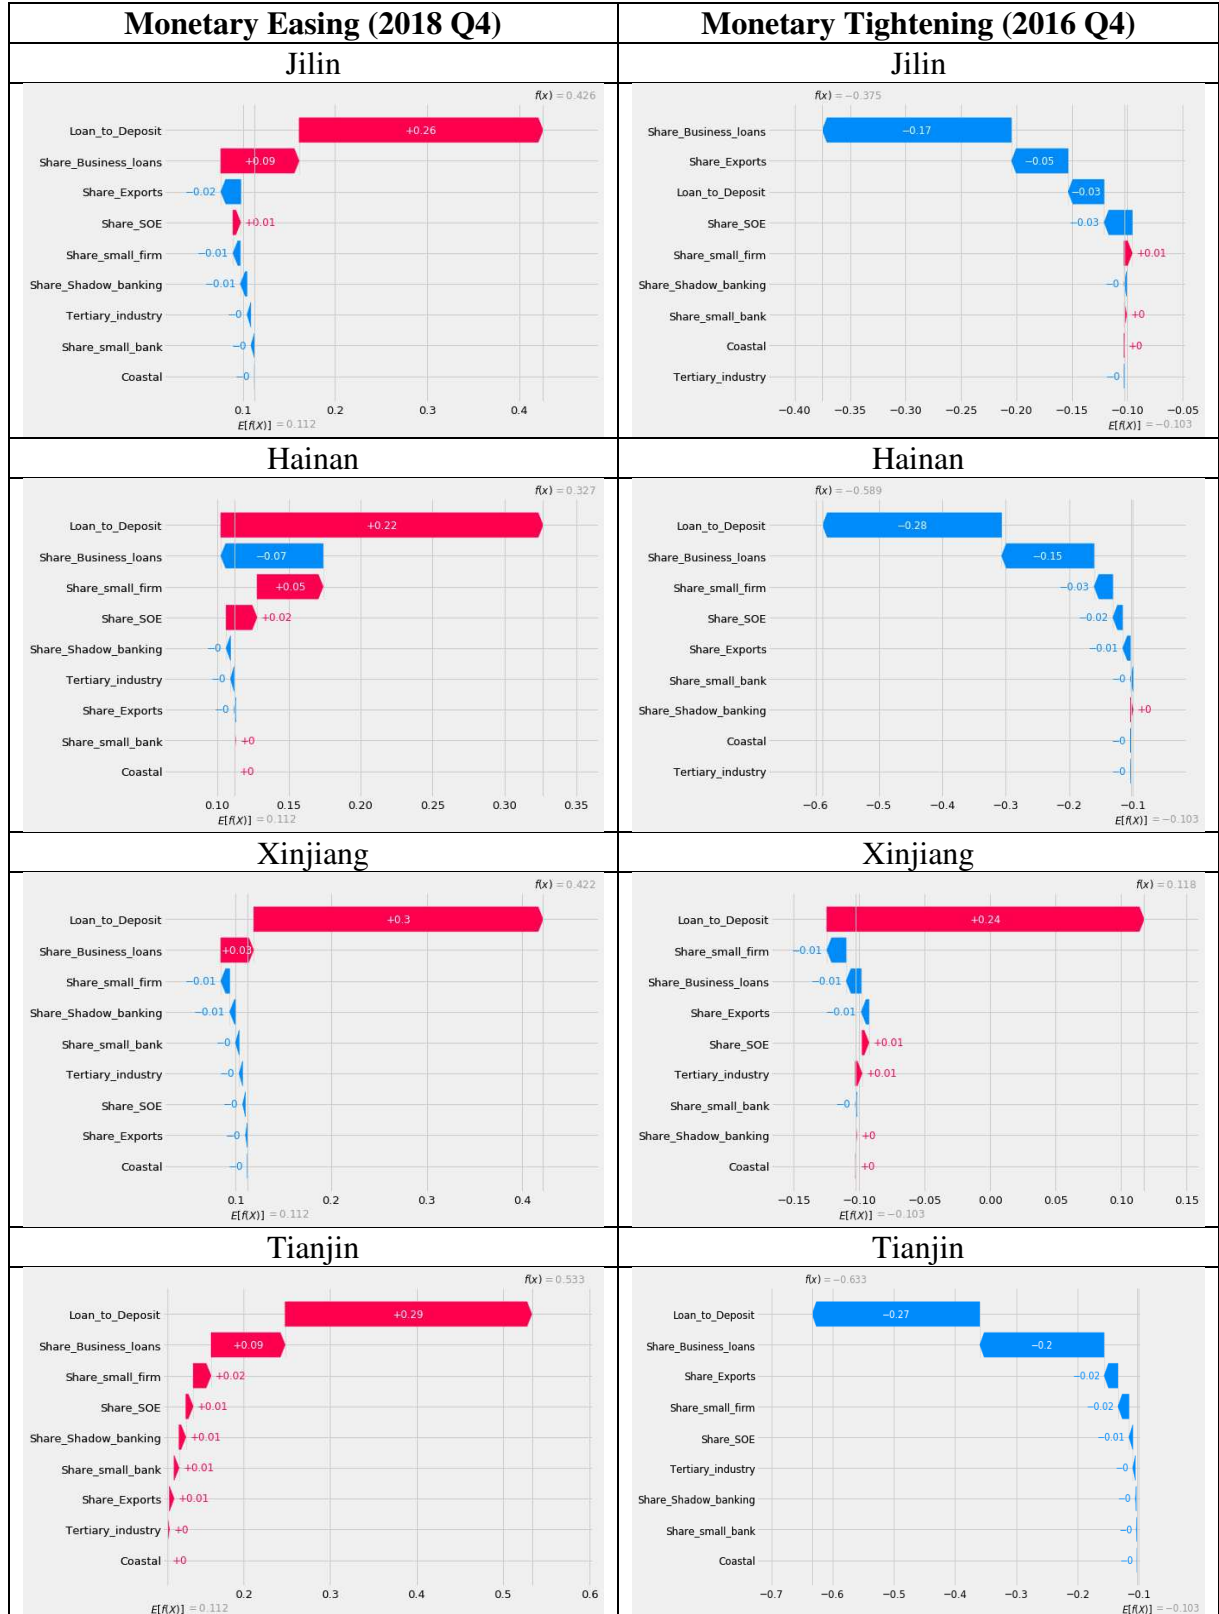 Monetary Easing (2018 Q4)
Monetary Tightening (2016 Q4)
Jilin
Jilin
f(x) = 0.426
Loan_to_Deposit +0.26
Share_Business_loans +0.09
Share_Exports −0.02
Share_SOE +0.01
Share_small_firm −0.01
Share_Shadow_banking −0.01
Tertiary_industry −0
Share_small_bank −0
Coastal −0
0.1 0.2 0.3 0.4
E[f(X)] = 0.112
f(x) = −0.375
Share_Business_loans −0.17
Share_Exports −0.05
Loan_to_Deposit −0.03
Share_SOE −0.03
Share_small_firm +0.01
Share_Shadow_banking −0
Share_small_bank +0
Coastal +0
Tertiary_industry −0
−0.40 −0.35 −0.30 −0.25 −0.20 −0.15 −0.10 −0.05
E[f(X)] = −0.103
Hainan
Hainan
f(x) = 0.327
Loan_to_Deposit +0.22
Share_Business_loans −0.07
Share_small_firm +0.05
Share_SOE +0.02
Share_Shadow_banking −0
Tertiary_industry −0
Share_Exports −0
Share_small_bank +0
Coastal +0
0.10 0.15 0.20 0.25 0.30 0.35
E[f(X)] = 0.112
f(x) = −0.589
Loan_to_Deposit −0.28
Share_Business_loans −0.15
Share_small_firm −0.03
Share_SOE −0.02
Share_Exports −0.01
Share_small_bank −0
Share_Shadow_banking +0
Coastal −0
Tertiary_industry −0
−0.6 −0.5 −0.4 −0.3 −0.2 −0.1
E[f(X)] = −0.103
Xinjiang
Xinjiang
f(x) = 0.422
Loan_to_Deposit +0.3
Share_Business_loans +0.03
Share_small_firm −0.01
Share_Shadow_banking −0.01
Share_small_bank −0
Tertiary_industry −0
Share_SOE −0
Share_Exports −0
Coastal −0
0.1 0.2 0.3 0.4
E[f(X)] = 0.112
f(x) = 0.118
Loan_to_Deposit +0.24
Share_small_firm −0.01
Share_Business_loans −0.01
Share_Exports −0.01
Share_SOE +0.01
Tertiary_industry +0.01
Share_small_bank −0
Share_Shadow_banking +0
Coastal +0
−0.15 −0.10 −0.05 0.00 0.05 0.10 0.15
E[f(X)] = −0.103
Tianjin
Tianjin
f(x) = 0.533
Loan_to_Deposit +0.29
Share_Business_loans +0.09
Share_small_firm +0.02
Share_SOE +0.01
Share_Shadow_banking +0.01
Share_small_bank +0.01
Share_Exports +0.01
Tertiary_industry +0
Coastal +0
0.2 0.3 0.4 0.5 0.6
E[f(X)] = 0.112
f(x) = −0.633
Loan_to_Deposit −0.27
Share_Business_loans −0.2
Share_Exports −0.02
Share_small_firm −0.02
Share_SOE −0.01
Tertiary_industry −0
Share_Shadow_banking −0
Share_small_bank −0
Coastal −0
−0.7 −0.6 −0.5 −0.4 −0.3 −0.2 −0.1
E[f(X)] = −0.103